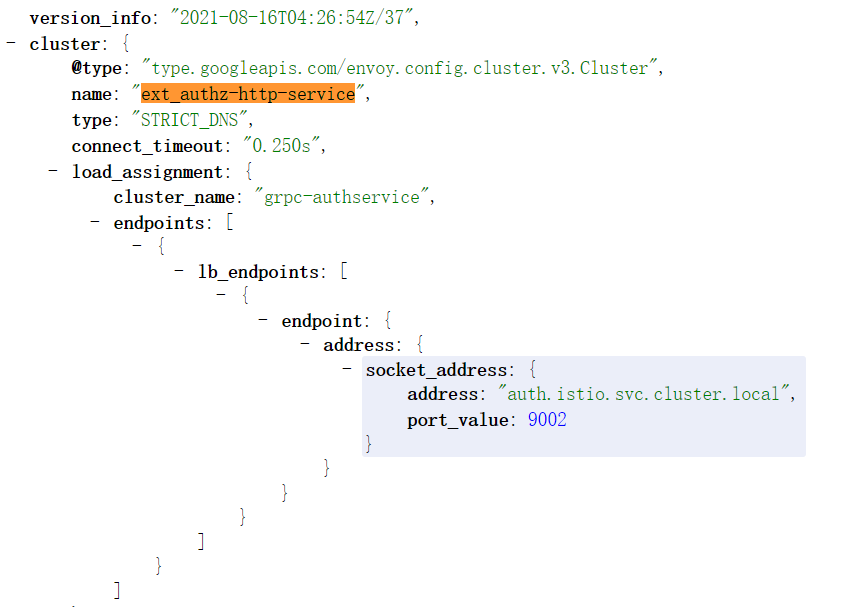 version_info: "2021-08-16T04:26:54Z/37",
- cluster: {
@type: "type.googleapis.com/envoy.config.cluster.v3.Cluster",
name: "ext_authz-http-service",
type: "STRICT_DNS",
connect_timeout: "0.250s",
- load_assignment: {
cluster_name: "grpc-authservice",
- endpoints: [
- {
- lb_endpoints: [
- {
- endpoint: {
- address: {
- socket_address: {
address: "auth.istio.svc.cluster.local",
port_value: 9002
}
}
}
}
]
}
]